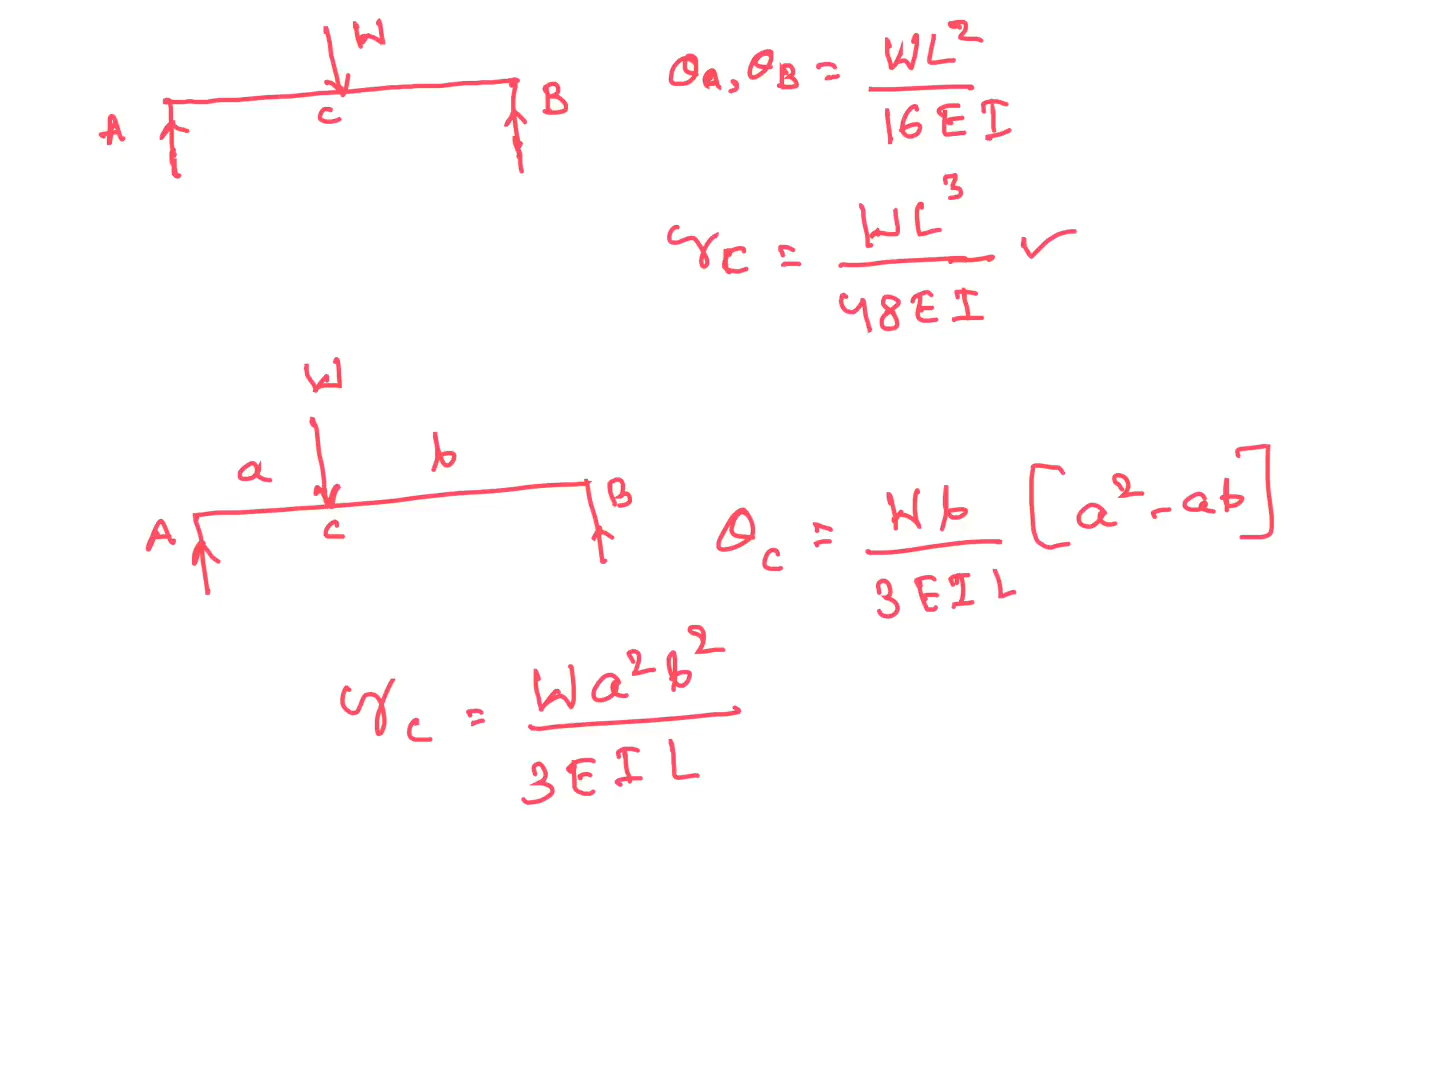 W
A C B
θA, θB = WL²/16EI
yC = WL³/48EI ✓
W
a b
A C B
θC = Wb/3EIL [a² - ab]
yC = Wa²b²/3EIL